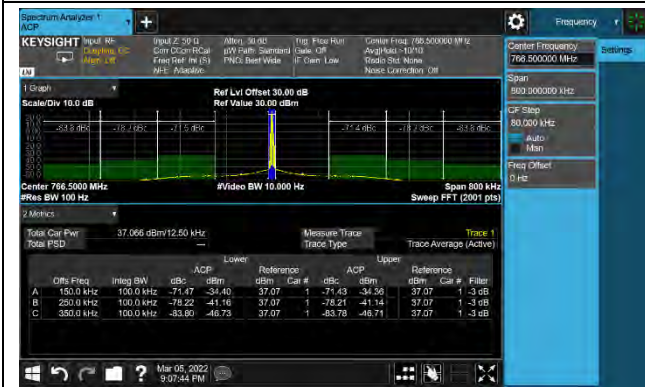 Spectrum Analyzer 1
ACP
Frequency
KEYSIGHT Input: RF
Coupling: DC
Align: Off
Input Z: 50 Ω
Corr CCorr RCal
Freq Ref: Int (S)
NFE: Adaptive
Atten: 30 dB
µW Path: Standard
PNO: Best Wide
Trig: Free Run
Gate: Off
IF Gain: Low
Center Freq: 766.500000 MHz
Avg|Hold:>10/10
Radio Std: None
Noise Correction: Off
Center Frequency
766.500000 MHz
Settings
Span
800.000000 kHz
CF Step
80.000 kHz
Auto
Man
Freq Offset
0 Hz
1 Graph
Scale/Div 10.0 dB
Ref Lvl Offset 30.00 dB
Ref Value 30.00 dBm
-83.8 dBc
-78.2 dBc
-71.5 dBc
-71.4 dBc
-78.2 dBc
-83.8 dBc
Center 766.5000 MHz
#Res BW 100 Hz
#Video BW 10.000 Hz
Span 800 kHz
Sweep FFT (2001 pts)
2 Metrics
Total Car Pwr 37.066 dBm/12.50 kHz
Total PSD ---
Measure Trace Trace 1
Trace Type Trace Average (Active)
Lower Upper
ACP Reference ACP Reference
Offs Freq Integ BW dBc dBm dBm Car # dBc dBm dBm Car # Filter
A 150.0 kHz 100.0 kHz -71.47 -34.40 37.07 1 -71.43 -34.36 37.07 1 -3 dB
B 250.0 kHz 100.0 kHz -78.22 -41.16 37.07 1 -78.21 -41.14 37.07 1 -3 dB
C 350.0 kHz 100.0 kHz -83.80 -46.73 37.07 1 -83.78 -46.71 37.07 1 -3 dB
Mar 05, 2022
9:07:44 PM